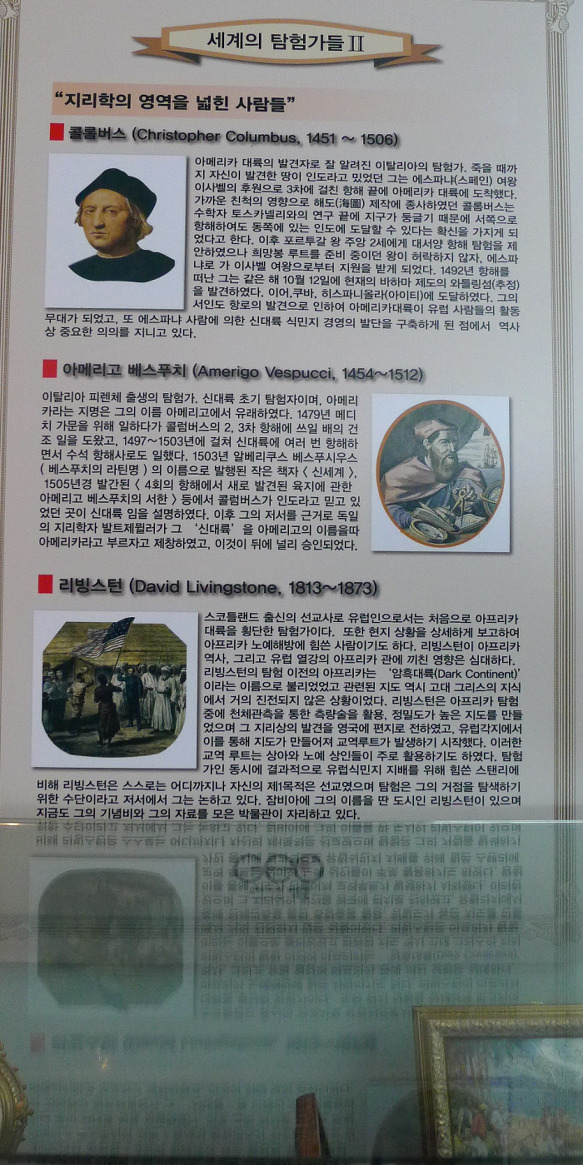 세계의 탐험가들 II
“지리학의 영역을 넓힌 사람들”
콜롬버스 (Christopher Columbus, 1451 ~ 1506)
아메리카 대륙의 발견자로 잘 알려진 이탈리아의 탐험가. 죽을 때까
지 자신이 발견한 땅이 인도라고 믿었던 그는 에스파냐(스페인) 여왕
이사벨의 후원으로 3차에 걸친 항해 끝에 아메리카 대륙에 도착했다.
가까운 친척의 영향으로 해도(海圖) 제작에 종사하였던 콜롬버스는
수학자 토스카넬리와의 연구 끝에 지구가 둥글기 때문에 서쪽으로
항해하여도 동쪽에 있는 인도에 도달할 수 있다는 확신을 가지게 되
었다고 한다. 이후 포르투갈 왕 주앙 2세에게 대서양 항해 탐험을 제
안하였으나 희망봉 루트를 준비 중이던 왕이 허락하지 않자, 에스파
냐로 가 이사벨 여왕으로부터 지원을 받게 되었다. 1492년 항해를
떠난 그는 같은 해 10월 12일에 현재의 바하마 제도의 와틀링섬(추정)
을 발견하였다. 이어,쿠바, 히스파니올라(아이티)에 도달하였다. 그의
서인도 항로의 발견으로 인하여 아메리카대륙이 유럽 사람들의 활동
무대가 되었고, 또 에스파냐 사람에 의한 신대륙 식민지 경영의 발단을 구축하게 된 점에서 역사
상 중요한 의의를 지니고 있다.
아메리고 베스푸치 (Amerigo Vespucci, 1454~1512)
이탈리아 피렌체 출생의 탐험가. 신대륙 초기 탐험자이며, 아메리
카라는 지명은 그의 이름 아메리고에서 유래하였다. 1479년 메디
치 가문을 위해 일하다가 콜럼버스의 2, 3차 항해에 쓰일 배의 건
조 일을 도왔고, 1497~1503년에 걸쳐 신대륙에 여러 번 항해하
면서 수석 항해사로도 일했다. 1503년 알베리쿠스 베스푸시우스
( 베스푸치의 라틴명 ) 의 이름으로 발행된 작은 책자 < 신세계 >,
1505년경 발간된 < 4회의 항해에서 새로 발견된 육지에 관한
아메리고 베스푸치의 서한 > 등에서 콜럼버스가 인도라고 믿고 있
었던 곳이 신대륙 임을 설명하였다. 이후 그의 저서를 근거로 독일
의 지리학자 발트제뮐러가 그 ‘신대륙’을 아메리고의 이름을따
아메리카라고 부르자고 제창하였고, 이것이 뒤에 널리 승인되었다.
리빙스턴 (David Livingstone, 1813~1873)
스코틀랜드 출신의 선교사로 유럽인으로서는 처음으로 아프리카
대륙을 횡단한 탐험가이다. 또한 현지 상황을 상세하게 보고하여
아프리카 노예해방에 힘쓴 사람이기도 하다. 리빙스턴이 아프리카
역사, 그리고 유럽 열강의 아프리카 관에 끼친 영향은 심대하다.
리빙스턴의 탐험 이전의 아프리카는 ‘암흑대륙(Dark Continent)’
이라는 이름으로 불리었었고 관련된 지도 역시 고대 그리스의 지식
에서 거의 진전되지 않은 상황이었다. 리빙스턴은 아프리카 탐험
중에 천체관측을 통한 측량술을 활용, 정밀도가 높은 지도를 만들
었으며 그 지리상의 발견을 영국에 편지로 전하였고, 유럽각지에서
이를 통해 지도가 만들어져 교역루트가 발생하기 시작했다. 이러한
교역 루트는 상아와 노예 상인들이 주로 활용하기도 하였다. 탐험
가인 동시에 결과적으로 유럽식민지 지배를 위해 힘쓴 스탠리에
비해 리빙스턴은 스스로는 어디까지나 자신의 제1목적은 선교였으며 탐험은 그의 거점을 탐색하기
위한 수단이라고 저서에서 그는 논하고 있다. 잠비아에 그의 이름을 딴 도시인 리빙스턴이 있으며
지금도 그의 기념비와 그의 자료를 모은 박물관이 자리하고 있다.